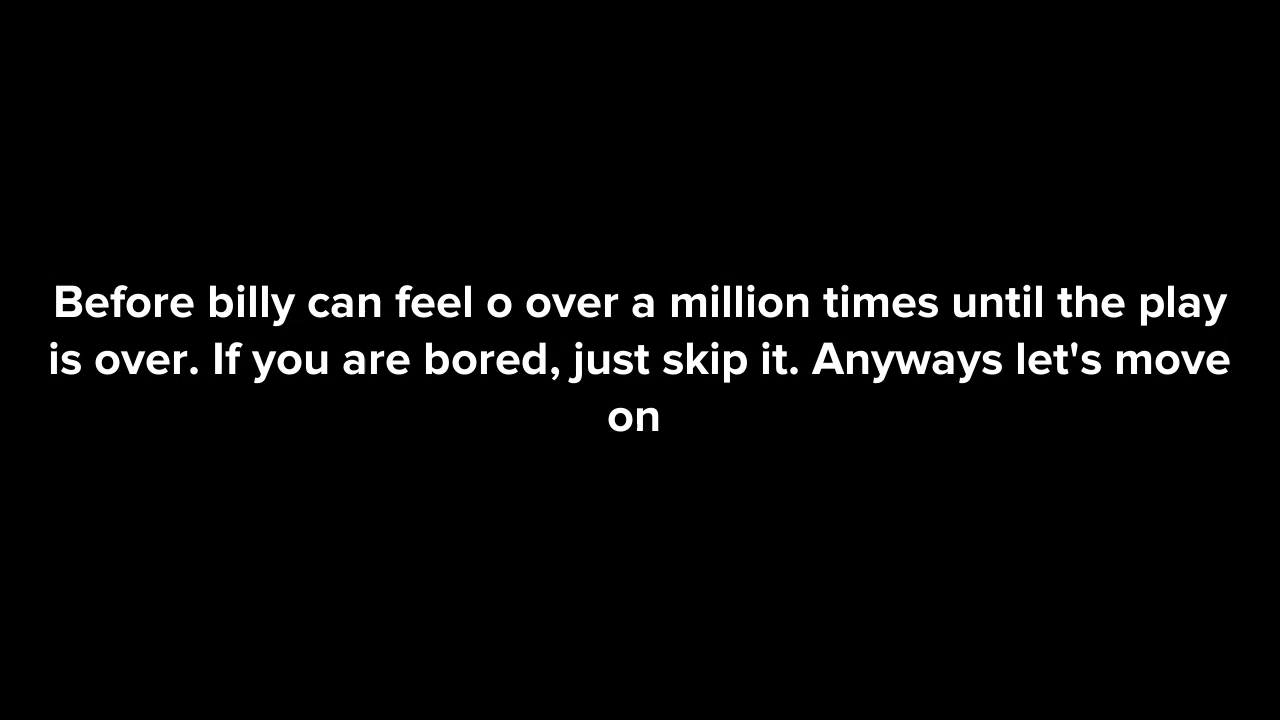 Before billy can feel o over a million times until the play
is over. If you are bored, just skip it. Anyways let's move
on